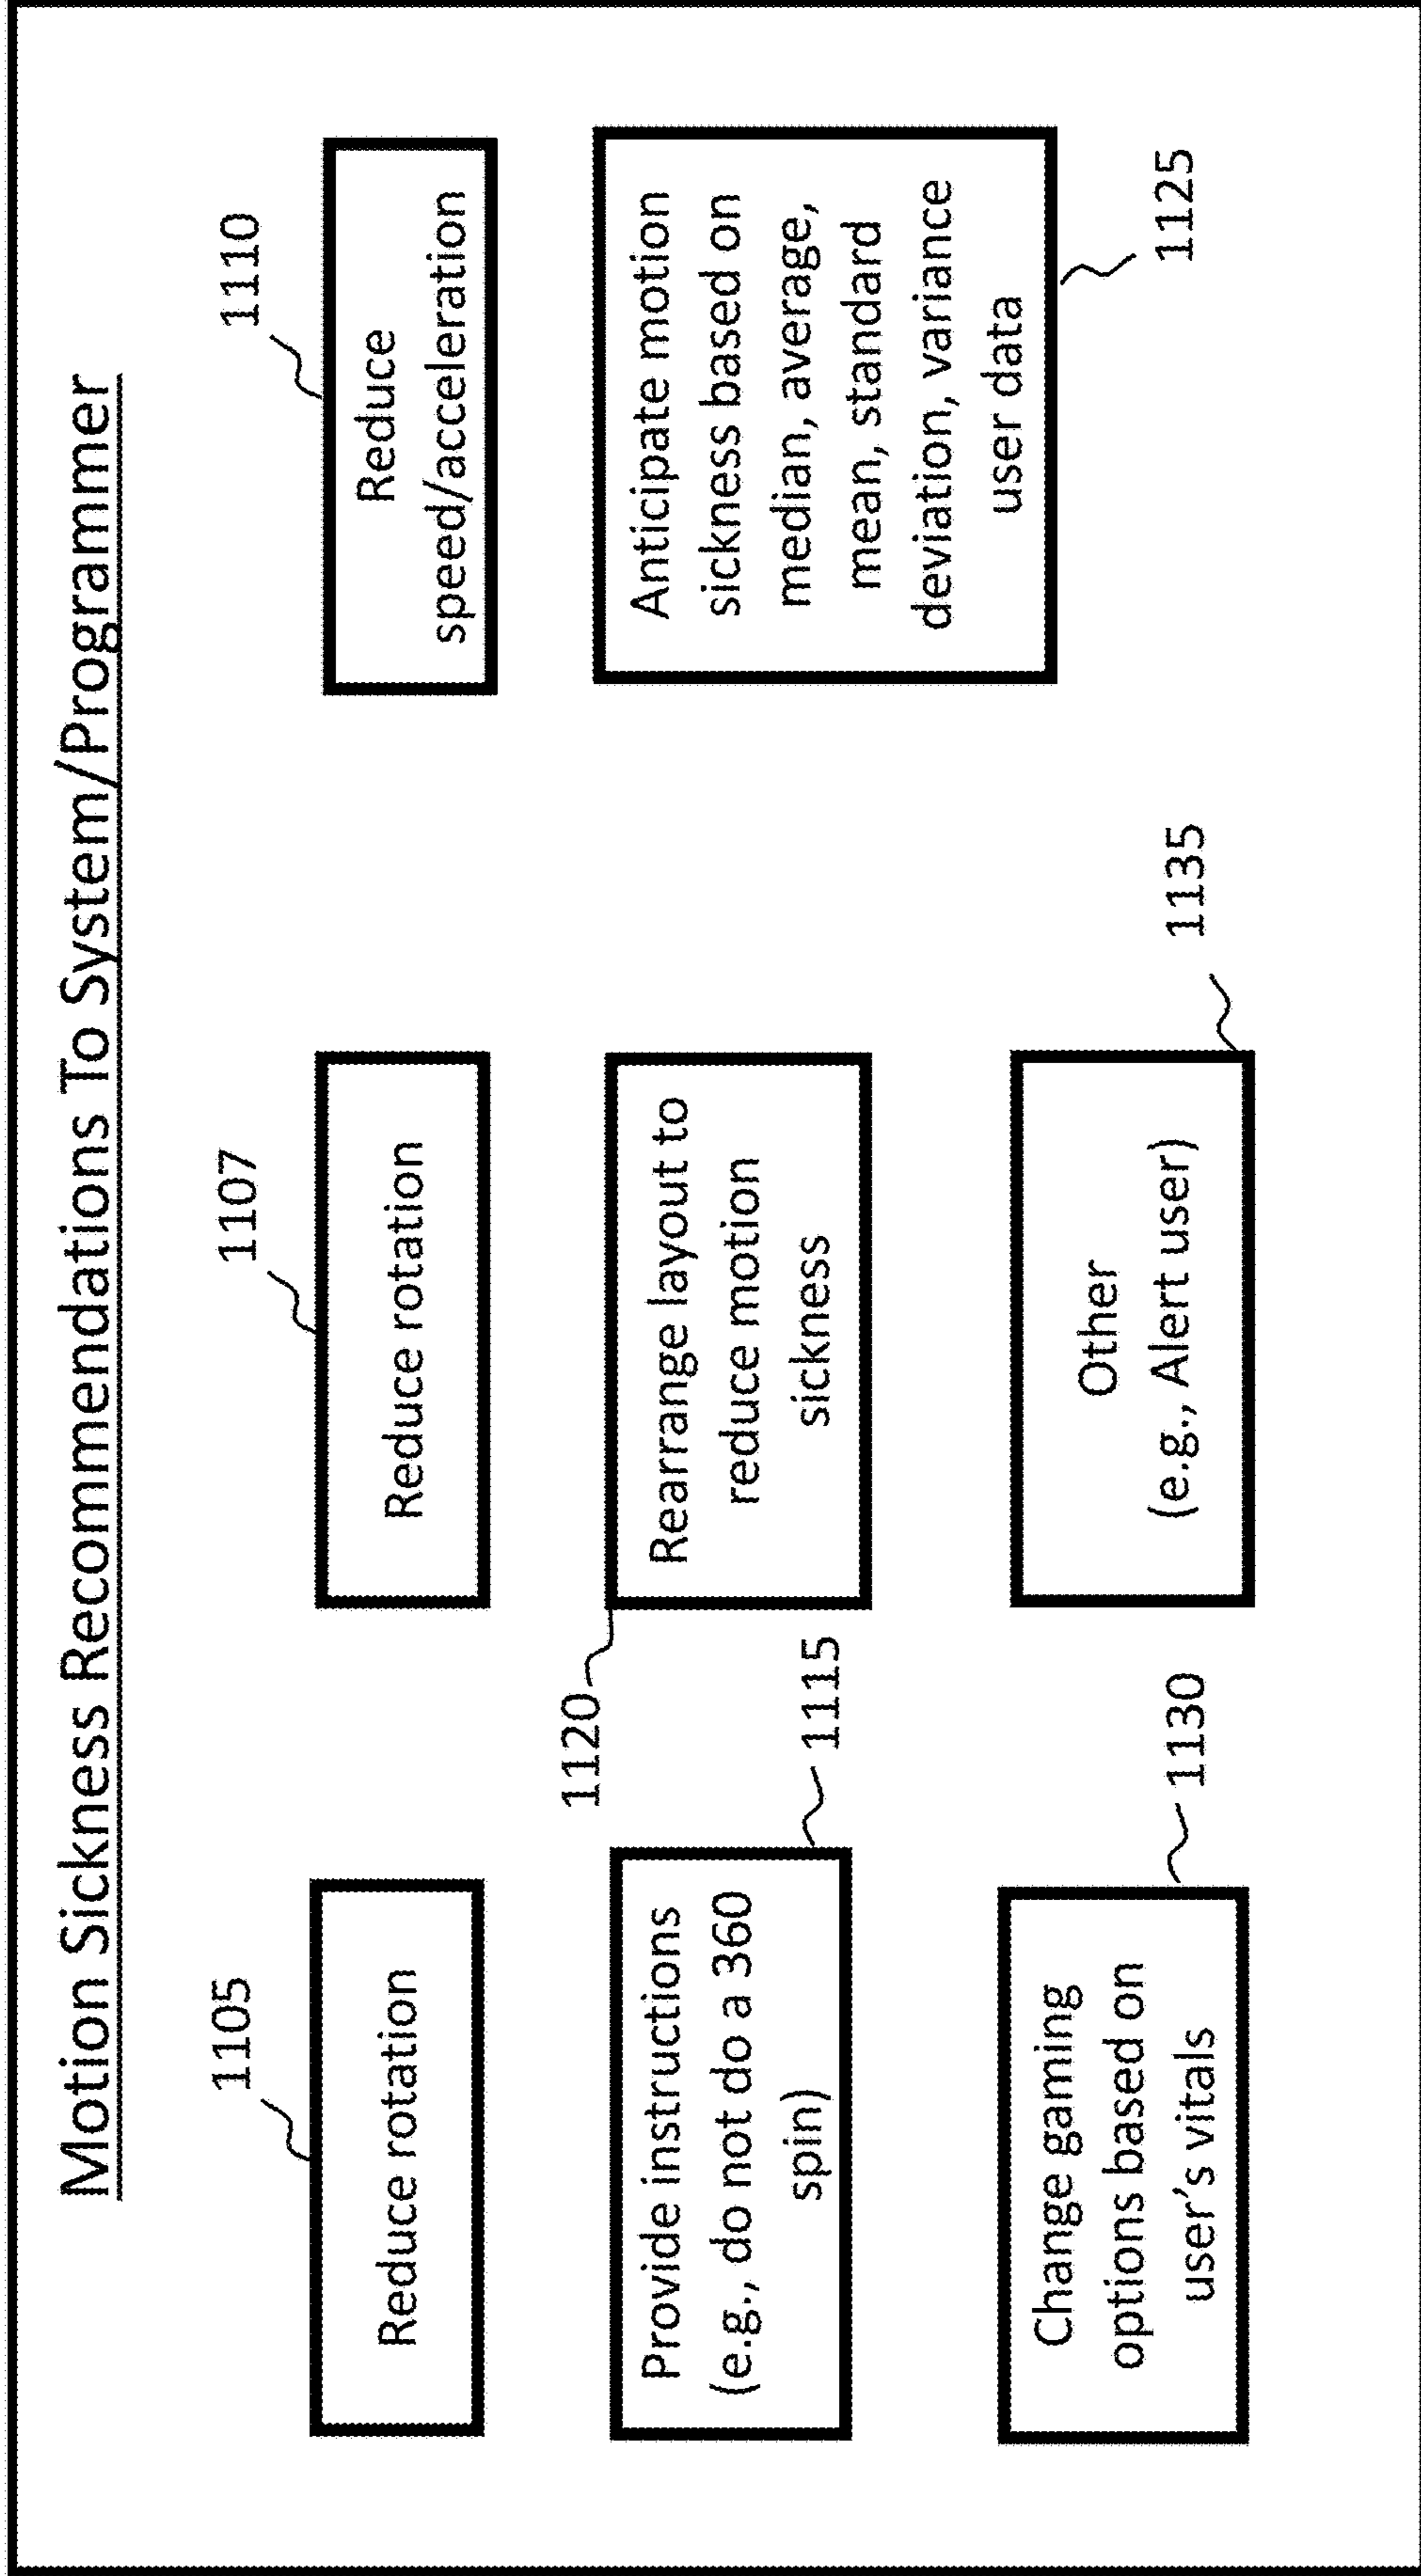 Motion Sickness Recommendations To System/Programmer
1105
Reduce rotation
1107
Reduce rotation
1110
Reduce
speed/acceleration
Provide instructions
(e.g., do not do a 360
spin)
1115
1120
Rearrange layout to
reduce motion
sickness
Anticipate motion
sickness based on
median, average,
mean, standard
deviation, variance
user data
1125
Change gaming
options based on
user's vitals
1130
Other
(e.g., Alert user)
1135